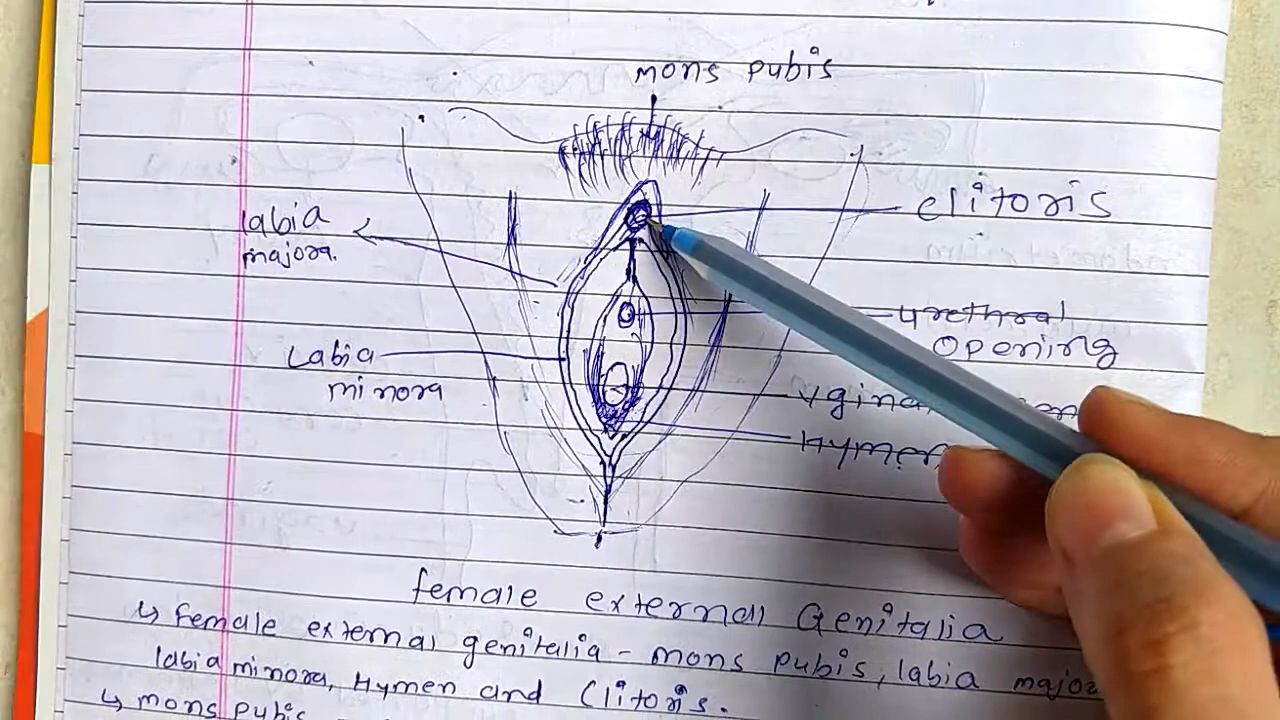 mons pubis
clitoris
labia
majora.
urethral
opening
Labia
minora
Hymen
female external Genitalia
↳ Female external genitalia - mons pubis, labia
labia minora, Hymen and Clitoris.
↳ mons pubis